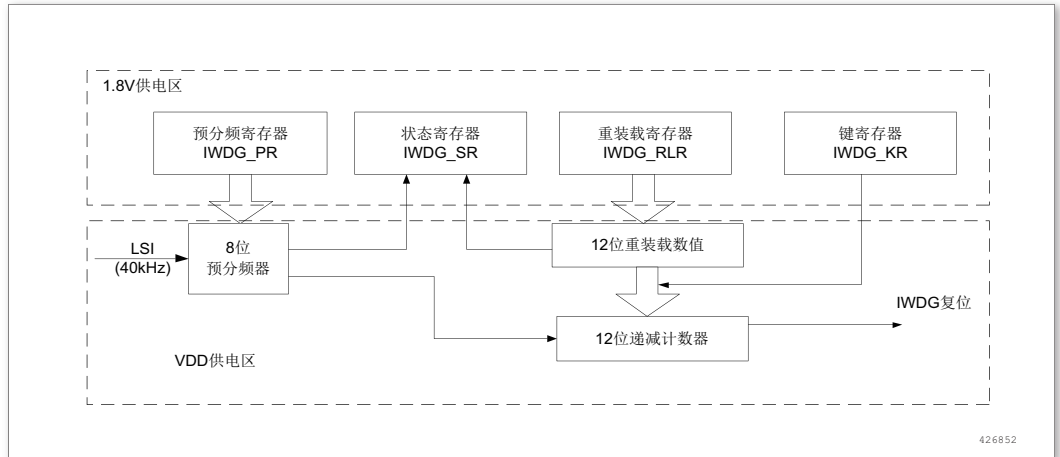 1.8V供电区
预分频寄存器
IWDG_PR
状态寄存器
IWDG_SR
重装载寄存器
IWDG_RLR
键寄存器
IWDG_KR
LSI
(40kHz)
8位
预分频器
12位重装载数值
IWDG复位
12位递减计数器
VDD供电区
426852